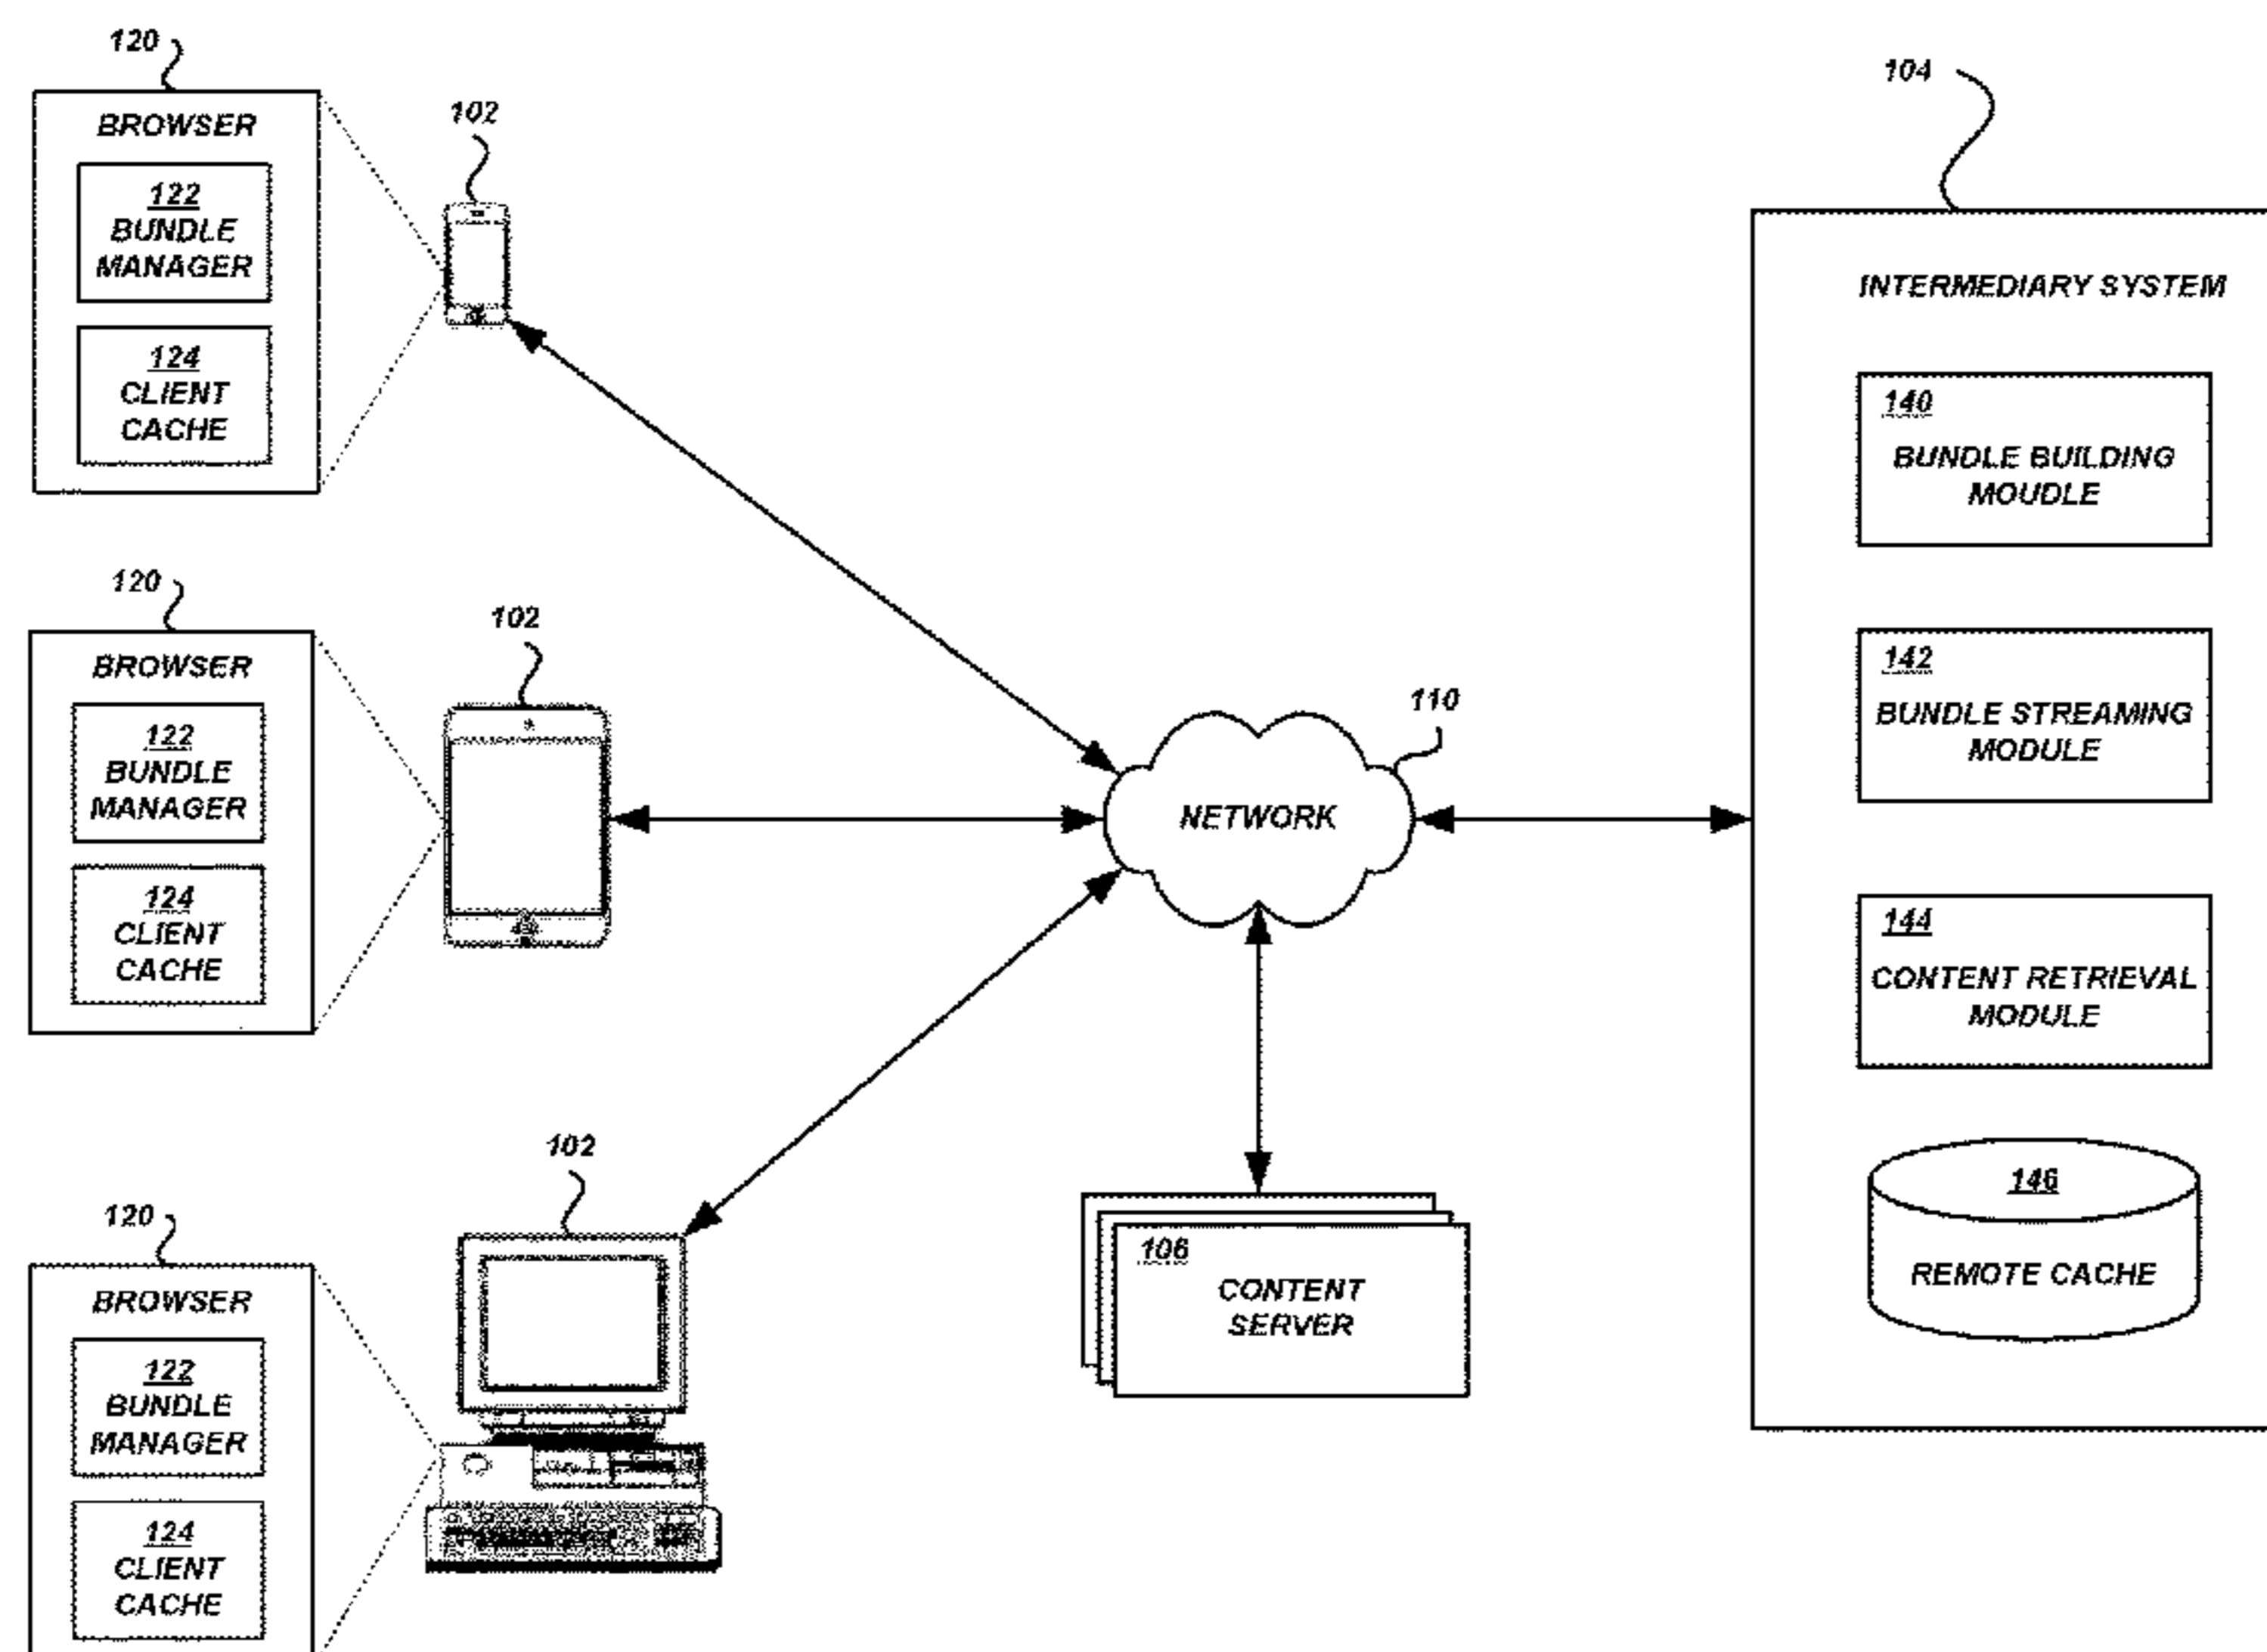 120
BROWSER
122
BUNDLE
MANAGER
124
CLIENT
CACHE
102
120
BROWSER
122
BUNDLE
MANAGER
124
CLIENT
CACHE
102
120
BROWSER
122
BUNDLE
MANAGER
124
CLIENT
CACHE
102
110
NETWORK
106
CONTENT
SERVER
104
INTERMEDIARY SYSTEM
140
BUNDLE BUILDING
MOUDLE
142
BUNDLE STREAMING
MODULE
144
CONTENT RETRIEVAL
MODULE
146
REMOTE CACHE